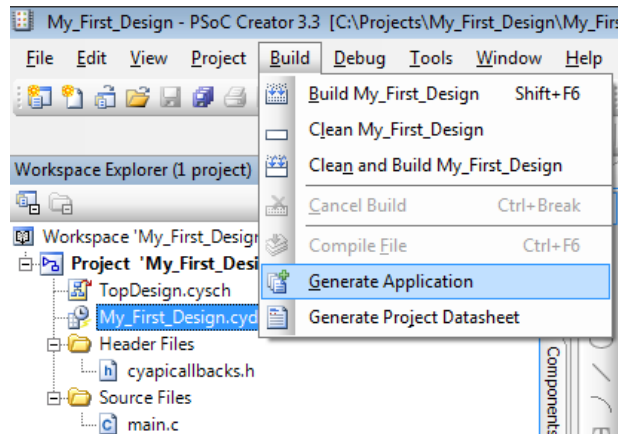 My_First_Design - PSoC Creator 3.3 [C:\Projects\My_First_Design\My_Firs
File Edit View Project Build Debug Tools Window Help
Build My_First_Design Shift+F6
Clean My_First_Design
Clean and Build My_First_Design
Cancel Build Ctrl+Break
Compile File Ctrl+F6
Generate Application
Generate Project Datasheet
Workspace Explorer (1 project)
Workspace 'My_First_Design
Project 'My_First_Desi
TopDesign.cysch
My_First_Design.cyd
Header Files
cyapicallbacks.h
Source Files
main.c
Components